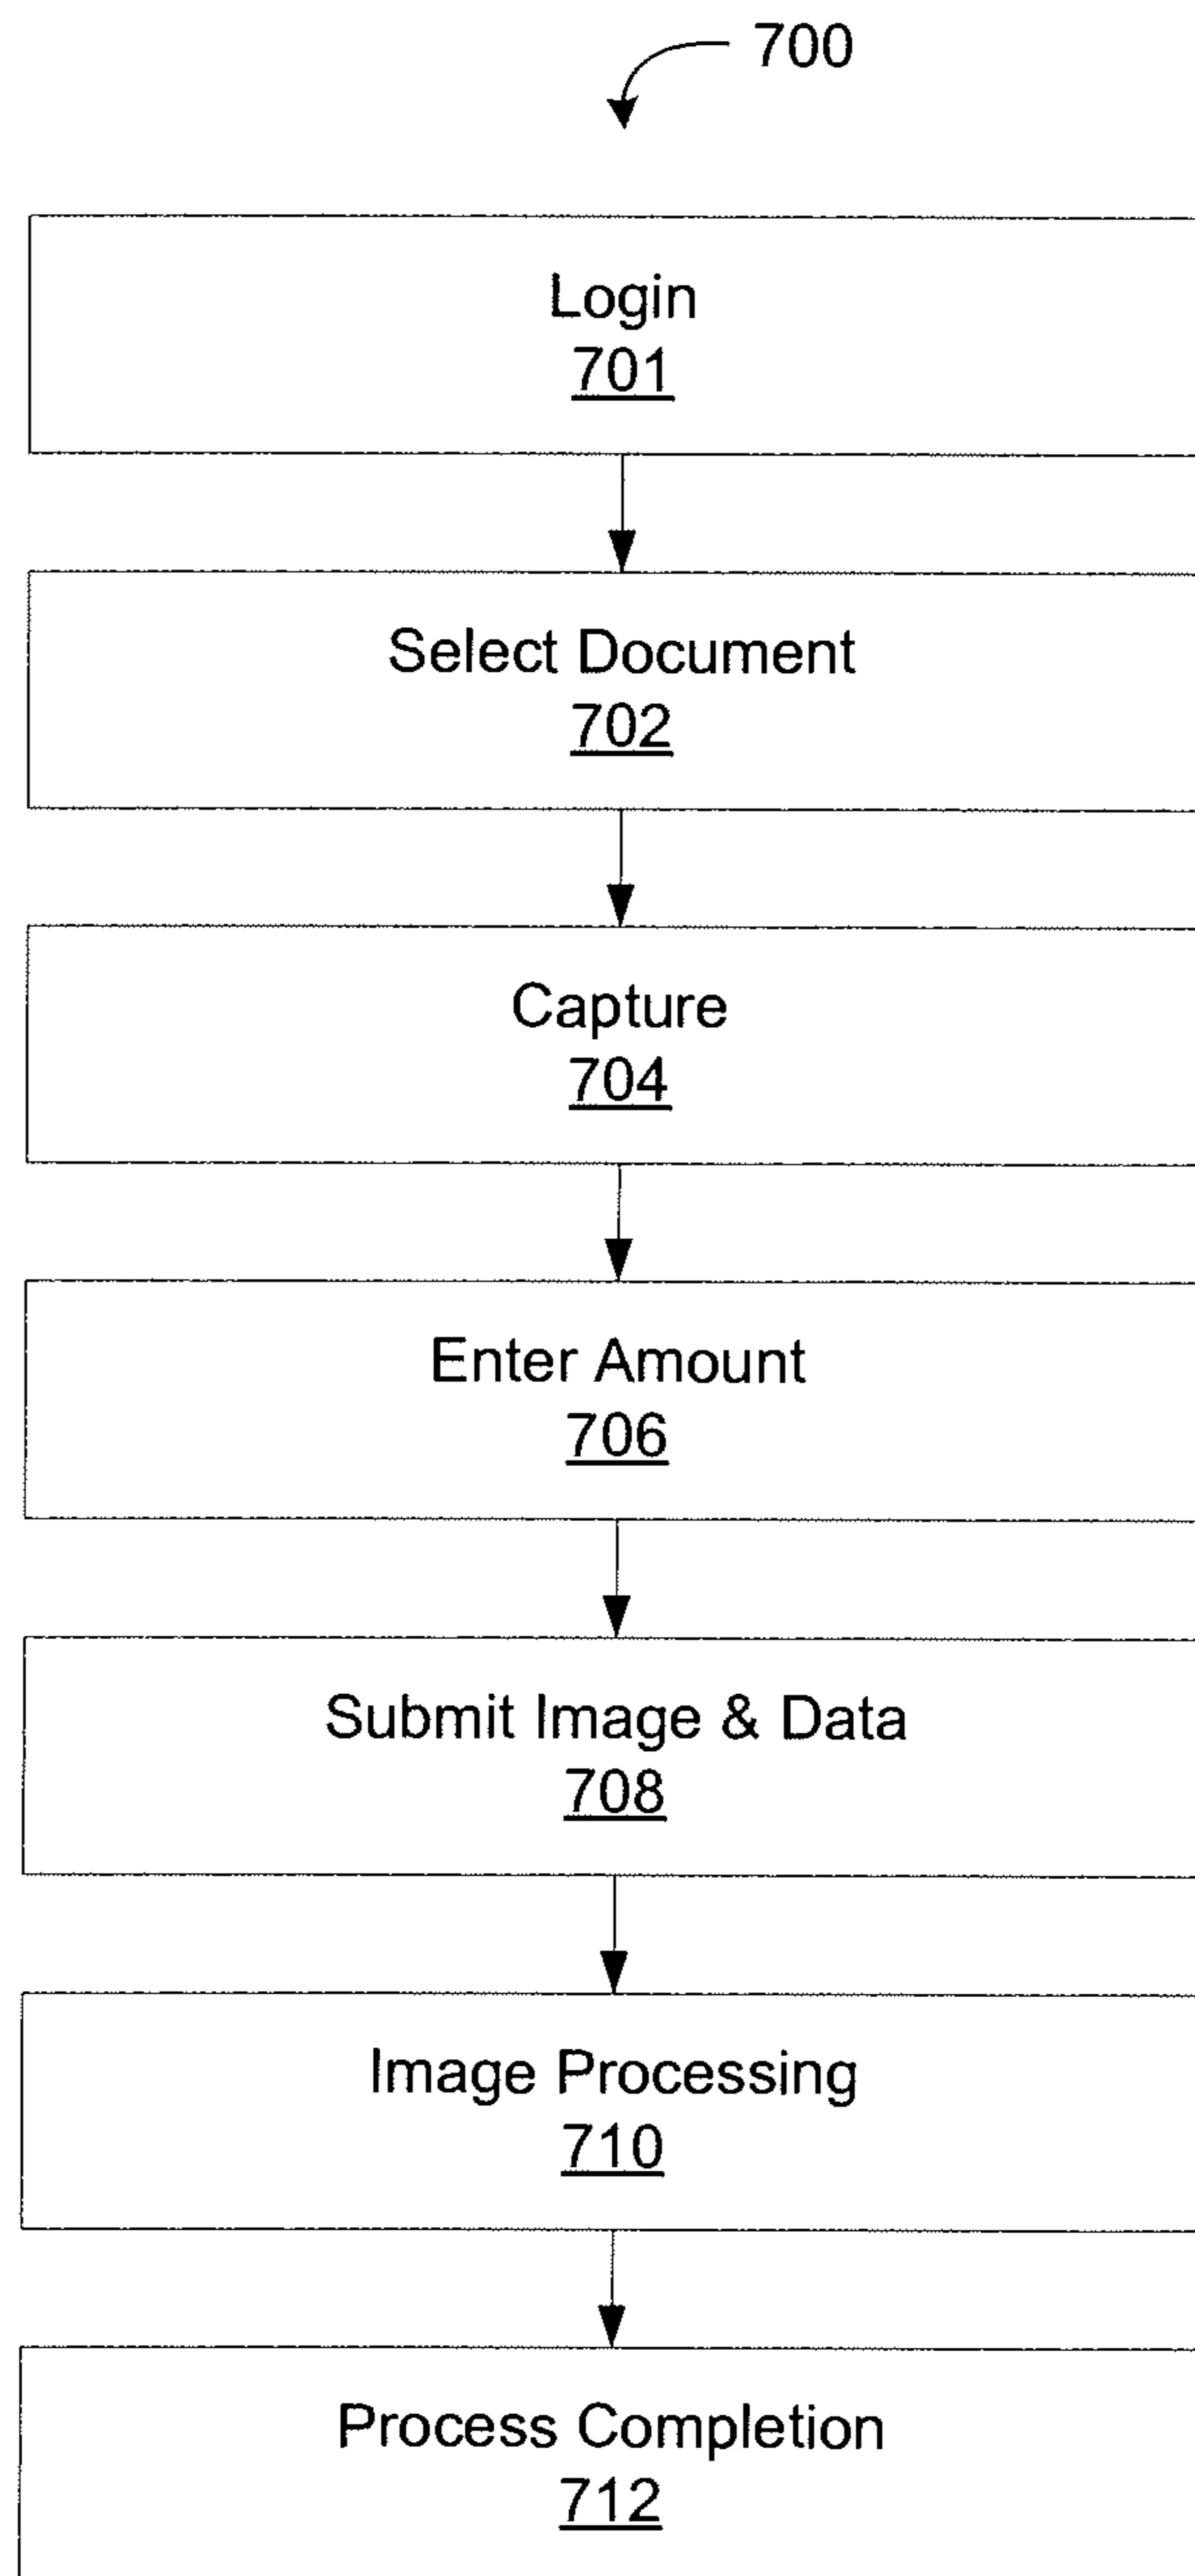 700
Login
701
Select Document
702
Capture
704
Enter Amount
706
Submit Image & Data
708
Image Processing
710
Process Completion
712